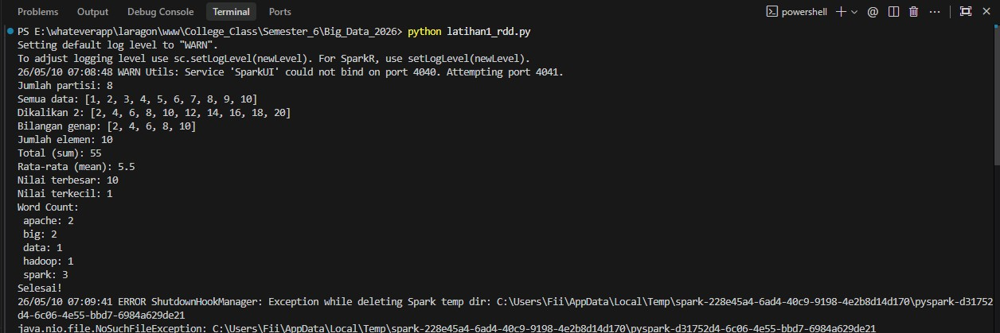 Problems Output Debug Console Terminal Ports powershell
PS E:\whateverapp\laragon\www\College_Class\Semester_6\Big_Data_2026> python latihan1_rdd.py
Setting default log level to "WARN".
To adjust logging level use sc.setLogLevel(newLevel). For SparkR, use setLogLevel(newLevel).
26/05/10 07:08:48 WARN Utils: Service 'SparkUI' could not bind on port 4040. Attempting port 4041.
Jumlah partisi: 8
Semua data: [1, 2, 3, 4, 5, 6, 7, 8, 9, 10]
Dikalikan 2: [2, 4, 6, 8, 10, 12, 14, 16, 18, 20]
Bilangan genap: [2, 4, 6, 8, 10]
Jumlah elemen: 10
Total (sum): 55
Rata-rata (mean): 5.5
Nilai terbesar: 10
Nilai terkecil: 1
Word Count:
apache: 2
big: 2
data: 1
hadoop: 1
spark: 3
Selesai!
26/05/10 07:09:41 ERROR ShutdownHookManager: Exception while deleting Spark temp dir: C:\Users\Fii\AppData\Local\Temp\spark-228e45a4-6ad4-40c9-9198-4e2b8d14d170\pyspark-d31752
d4-6c06-4e55-bbd7-6984a629de21
java.nio.file.NoSuchFileException: C:\Users\Fii\AppData\Local\Temp\spark-228e45a4-6ad4-40c9-9198-4e2b8d14d170\pyspark-d31752d4-6c06-4e55-bbd7-6984a629de21